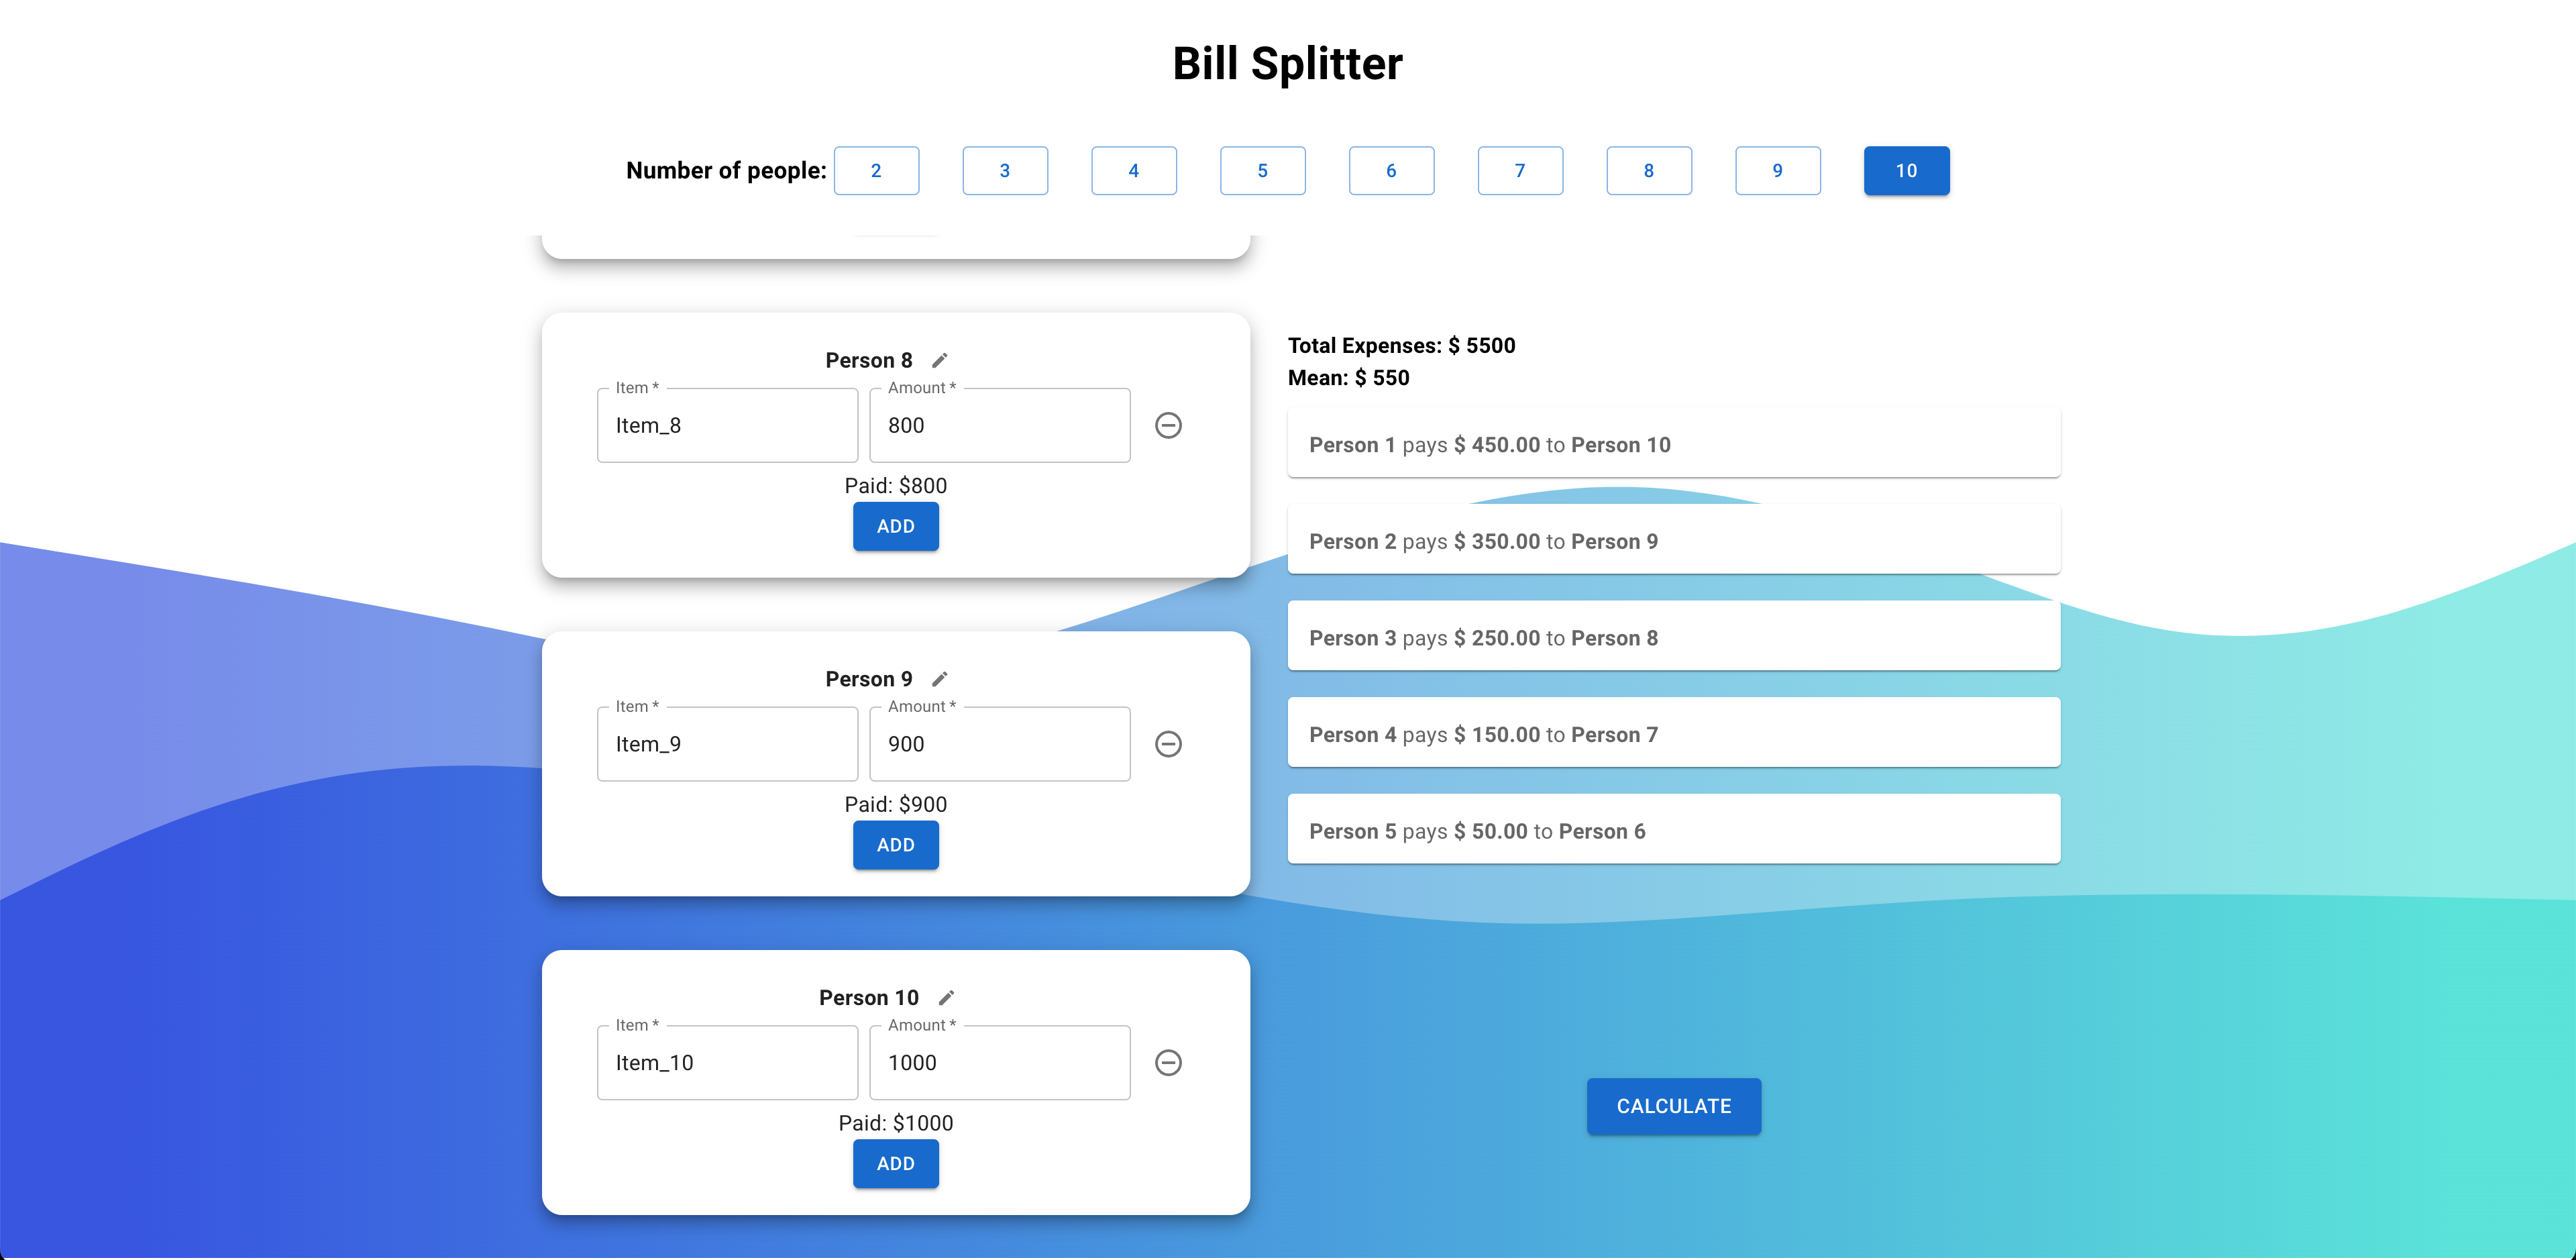 Bill Splitter
Number of people: 2 3 4 5 6 7 8 9 10
Person 8
Item *
Amount *
Item_8
800
Paid: $800
ADD
Person 9
Item *
Amount *
Item_9
900
Paid: $900
ADD
Person 10
Item *
Amount *
Item_10
1000
Paid: $1000
ADD
Total Expenses: $ 5500
Mean: $ 550
Person 1 pays $ 450.00 to Person 10
Person 2 pays $ 350.00 to Person 9
Person 3 pays $ 250.00 to Person 8
Person 4 pays $ 150.00 to Person 7
Person 5 pays $ 50.00 to Person 6
CALCULATE